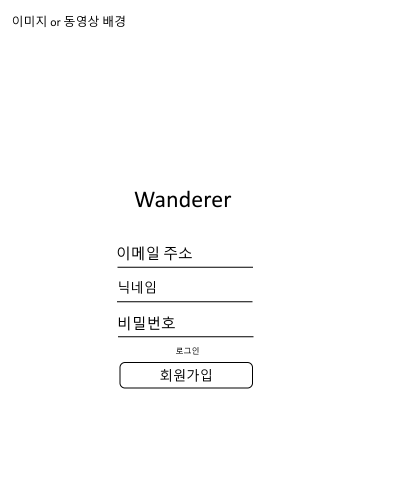 이미지 or 동영상 배경
Wanderer
이메일 주소
닉네임
비밀번호
로그인
회원가입